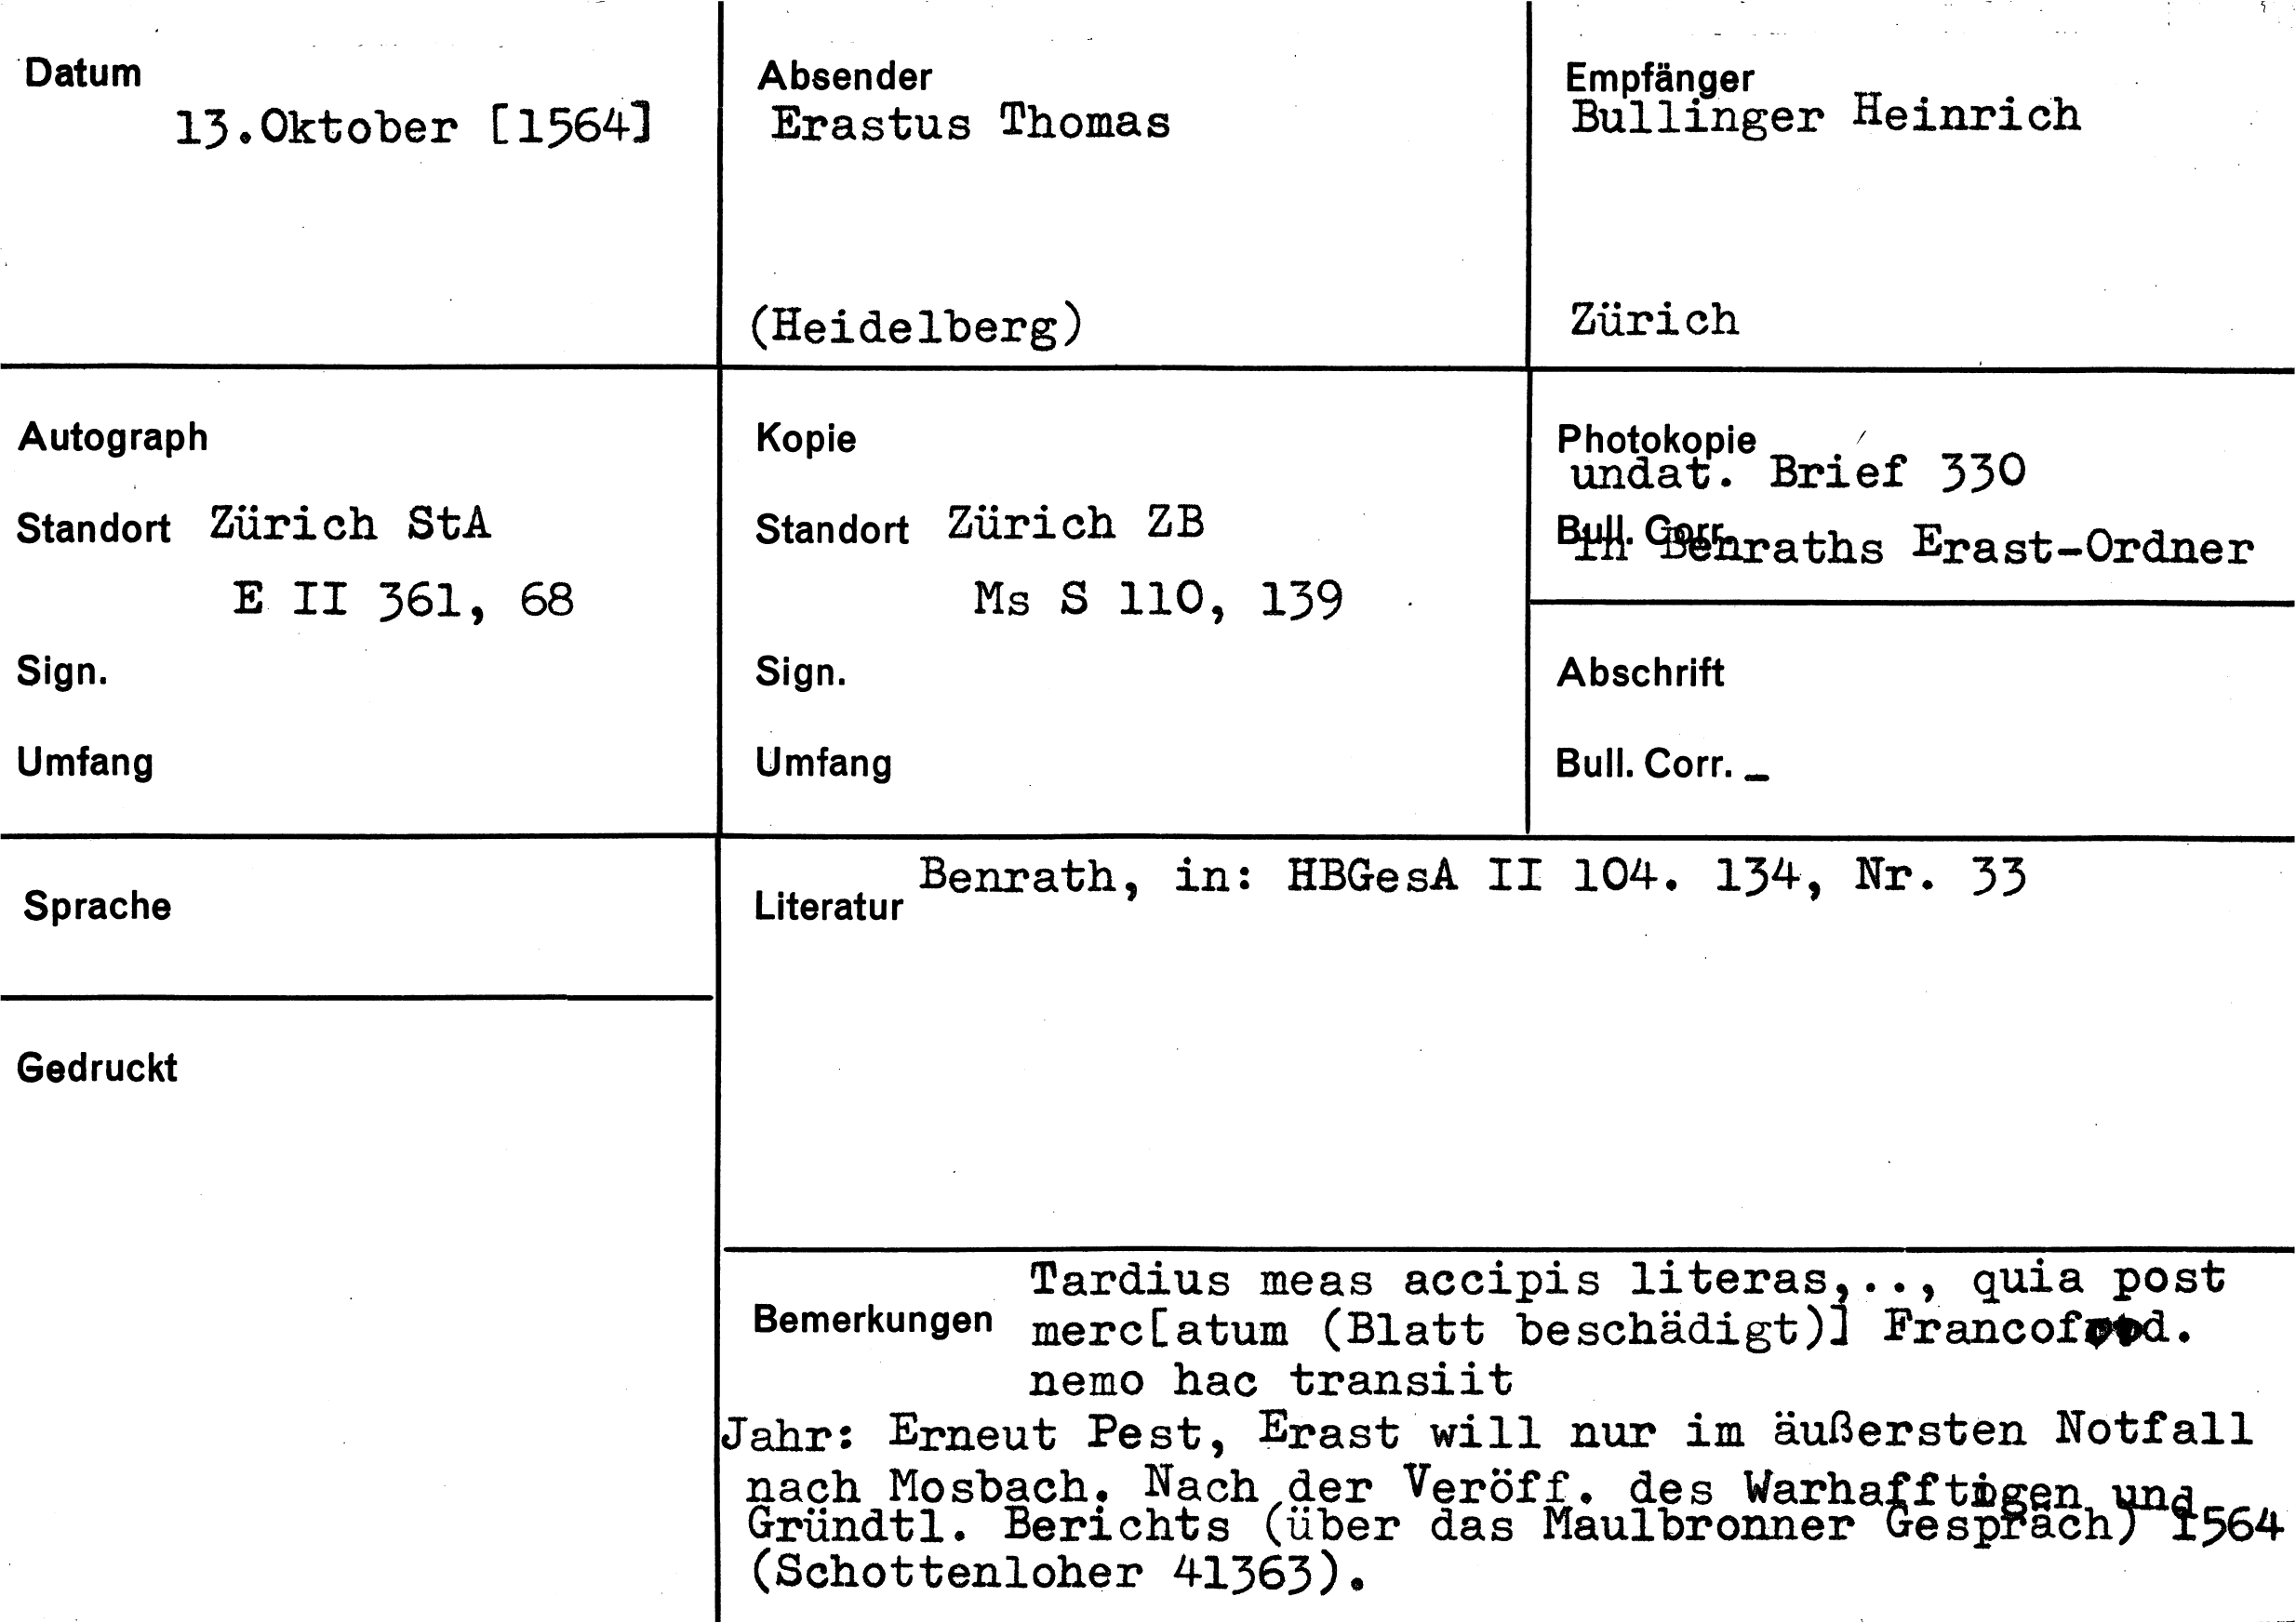 Datum
13.Oktober [1564]
Absender
Erastus Thomas
(Heidelberg)
Empfänger
Bullinger Heinrich
Zürich
Autograph
Standort Zürich StA
E II 361, 68
Sign.
Umfang
Kopie
Standort Zürich ZB
Ms S 110, 139
Sign.
Umfang
Photokopie
undat. Brief 330
Bull. Corr.
in Benraths Erast-Ordner
Abschrift
Bull. Corr. _
Sprache
Gedruckt
Literatur Benrath, in: HBGesA II 104. 134, Nr. 33
Bemerkungen
Tardius meas accipis literas,.., quia post
merc[atum (Blatt beschädigt)]
nemo hac transiit
Jahr: Erneut Pest, Erast will nur im äußersten Notfall
nach Mosbach. Nach der Veröff. des Warhafftigen und
Gründtl. Berichts (über das Maulbronner Gespräch) 1564
(Schottenloher 41363).